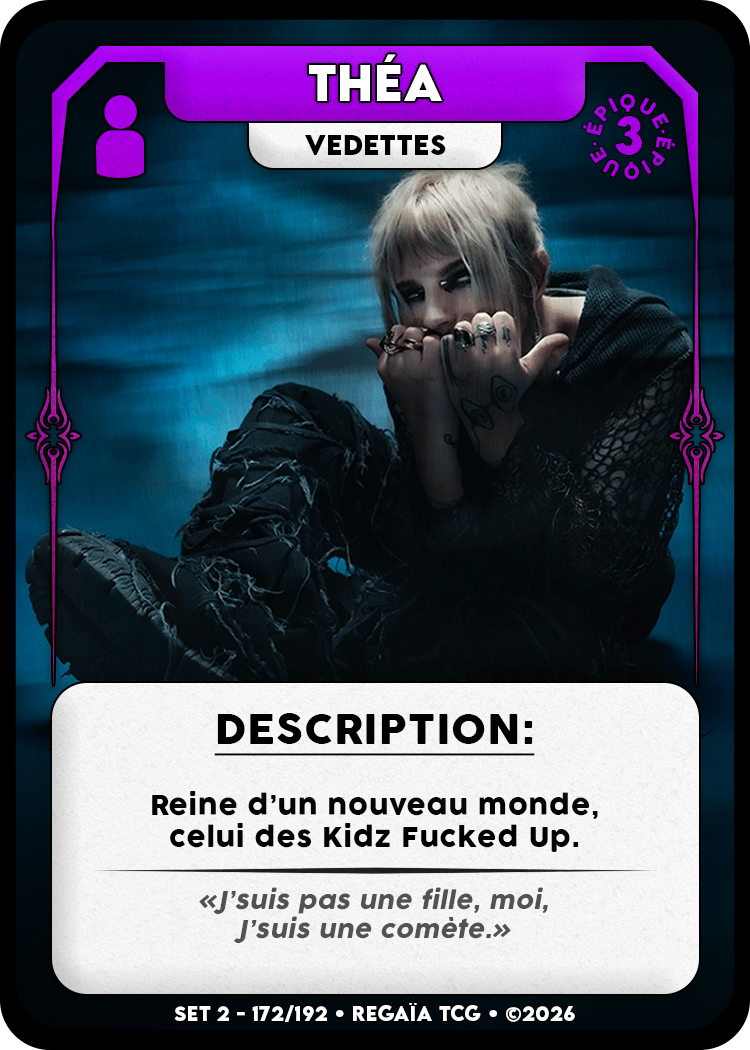 THÉA
VEDETTES
·ÉPIQUE·ÉPIQUE
3
DESCRIPTION:
Reine d’un nouveau monde,
celui des Kidz Fucked Up.
«J’suis pas une fille, moi,
J’suis une comète.»
SET 2 - 172/192 • REGAÏA TCG • ©2026